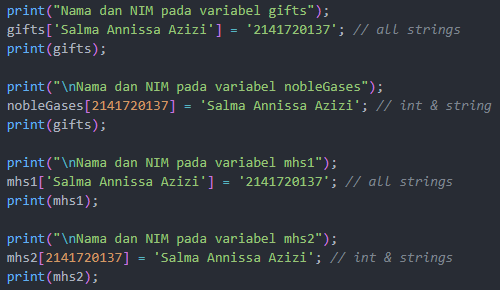 print("Nama dan NIM pada variabel gifts");
gifts['Salma Annissa Azizi'] = '2141720137'; // all strings
print(gifts);
print("\nNama dan NIM pada variabel nobleGases");
nobleGases[2141720137] = 'Salma Annissa Azizi'; // int & string
print(gifts);
print("\nNama dan NIM pada variabel mhs1");
mhs1['Salma Annissa Azizi'] = '2141720137'; // all strings
print(mhs1);
print("\nNama dan NIM pada variabel mhs2");
mhs2[2141720137] = 'Salma Annissa Azizi'; // int & strings
print(mhs2);